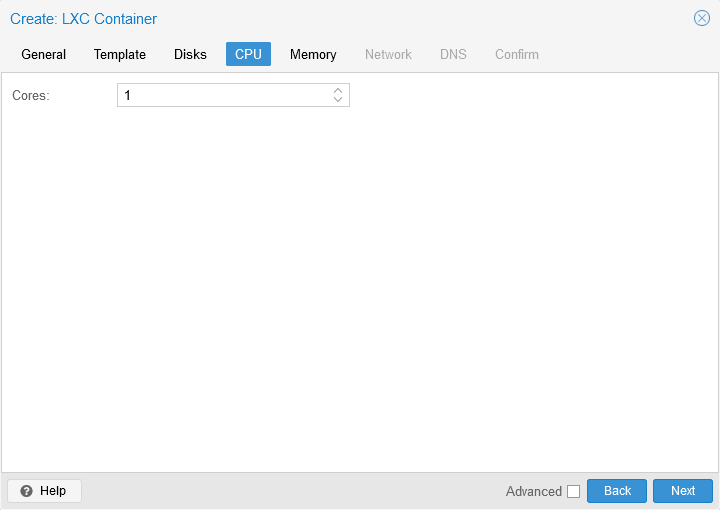 Create: LXC Container
General Template Disks CPU Memory Network DNS Confirm
Cores: 1
Help Advanced Back Next